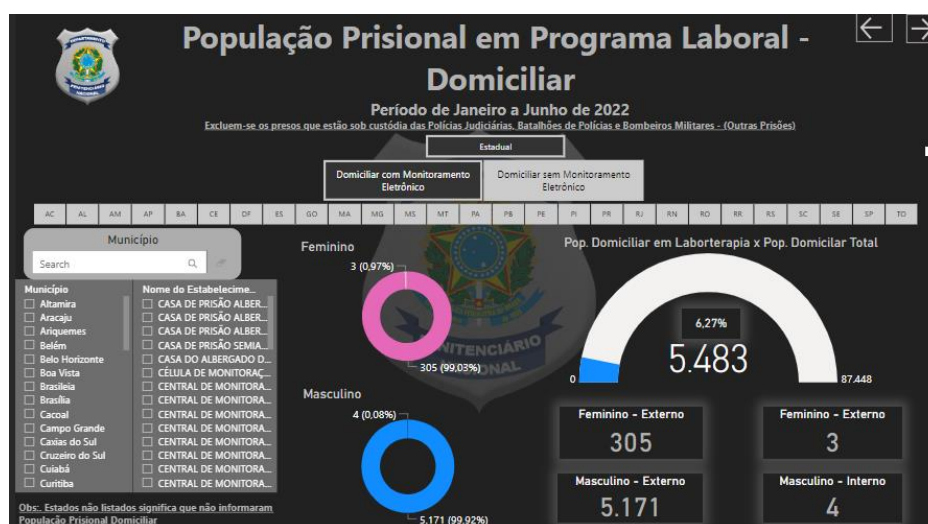 População Prisional em Programa Laboral -
Domiciliar
Período de Janeiro a Junho de 2022
Excluem-se os presos que estão sob custódia das Polícias Judiciárias, Batalhões de Polícias e Bombeiros Militares - (Outras Prisões)
Estadual
Domiciliar com Monitoramento
Eletrônico
Domiciliar sem Monitoramento
Eletrônico
AC AL AM AP BA CE DF ES GO MA MG MS MT PA PB PE PI PR RJ RN RO RR RS SC SE SP TO
Município
Search
Município
Altamira
Aracaju
Ariquemes
Belém
Belo Horizonte
Boa Vista
Brasileia
Brasília
Cacoal
Campo Grande
Caxias do Sul
Cruzeiro do Sul
Cuiabá
Curitiba
Nome do Estabelecime...
CASA DE PRISÃO ALBER...
CASA DE PRISÃO ALBER...
CASA DE PRISÃO ALBER...
CASA DE PRISÃO SEMIA...
CASA DO ALBERGADO D...
CÉLULA DE MONITORAÇ...
CENTRAL DE MONITORA...
CENTRAL DE MONITORA...
CENTRAL DE MONITORA...
CENTRAL DE MONITORA...
CENTRAL DE MONITORA...
CENTRAL DE MONITORA...
CENTRAL DE MONITORA...
CENTRAL DE MONITORA...
Obs:. Estados não listados significa que não informaram
População Prisional Domiciliar
Feminino
3 (0,97%)
305 (99,03%)
Masculino
4 (0,08%)
5.171 (99,92%)
Pop. Domiciliar em Laborterapia x Pop. Domicilar Total
6,27%
5.483
0
87.448
Feminino - Externo
305
Feminino - Externo
3
Masculino - Externo
5.171
Masculino - Interno
4